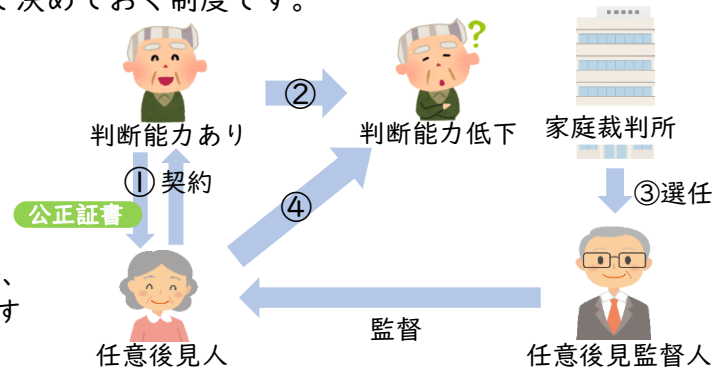 て決めておく制度です。
②
?
判断能力あり
判断能力低下
家庭裁判所
①契約
公正証書
④
③選任
、
す
監督
任意後見人
任意後見監督人